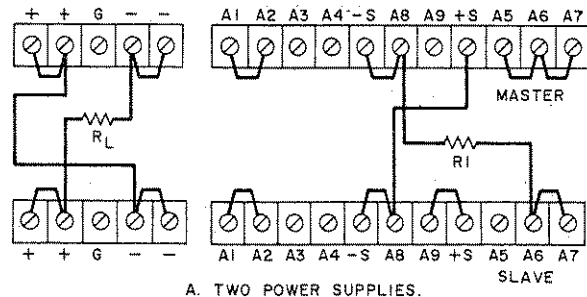 + + G - - A1 A2 A3 A4 -S A8 A9 +S A5 A6 A7
MASTER
RL
R1
+ + G - - A1 A2 A3 A4 -S A8 A9 +S A5 A6 A7
SLAVE
A. TWO POWER SUPPLIES.